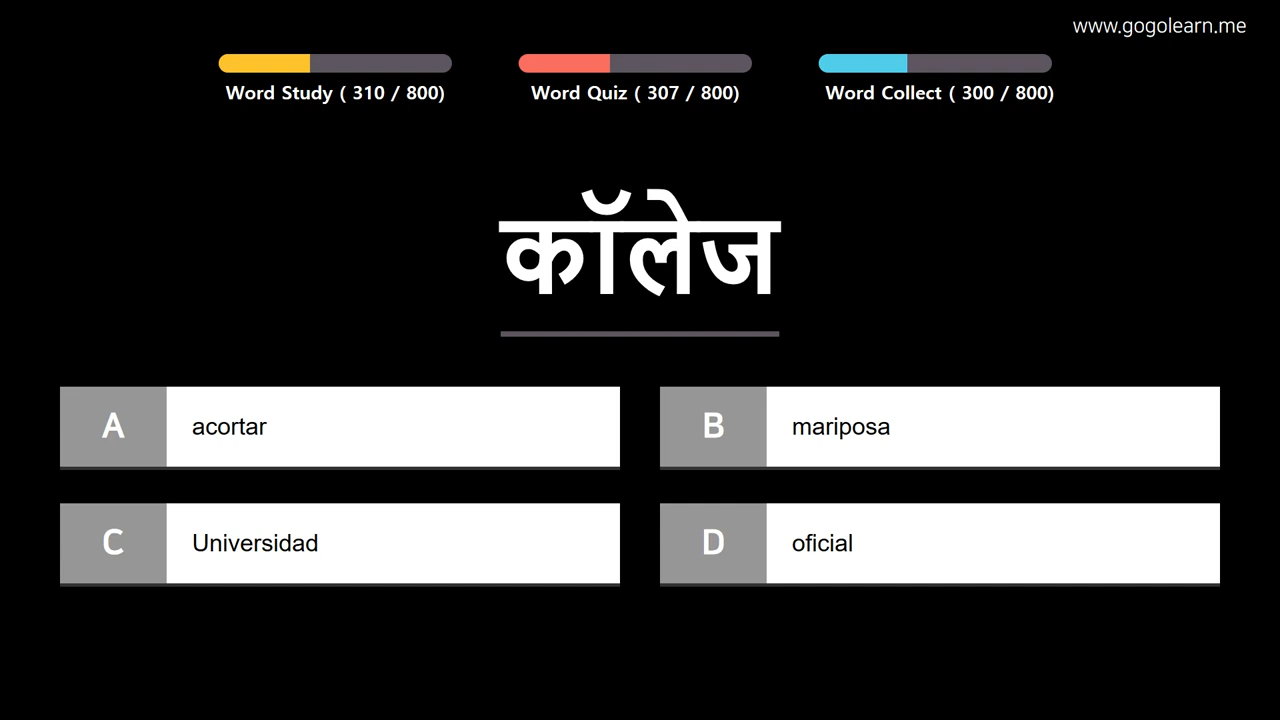 www.gogolearn.me
Word Study ( 310 / 800)
Word Quiz ( 307 / 800)
Word Collect ( 300 / 800)
कॉलेज
A acortar
B mariposa
C Universidad
D oficial